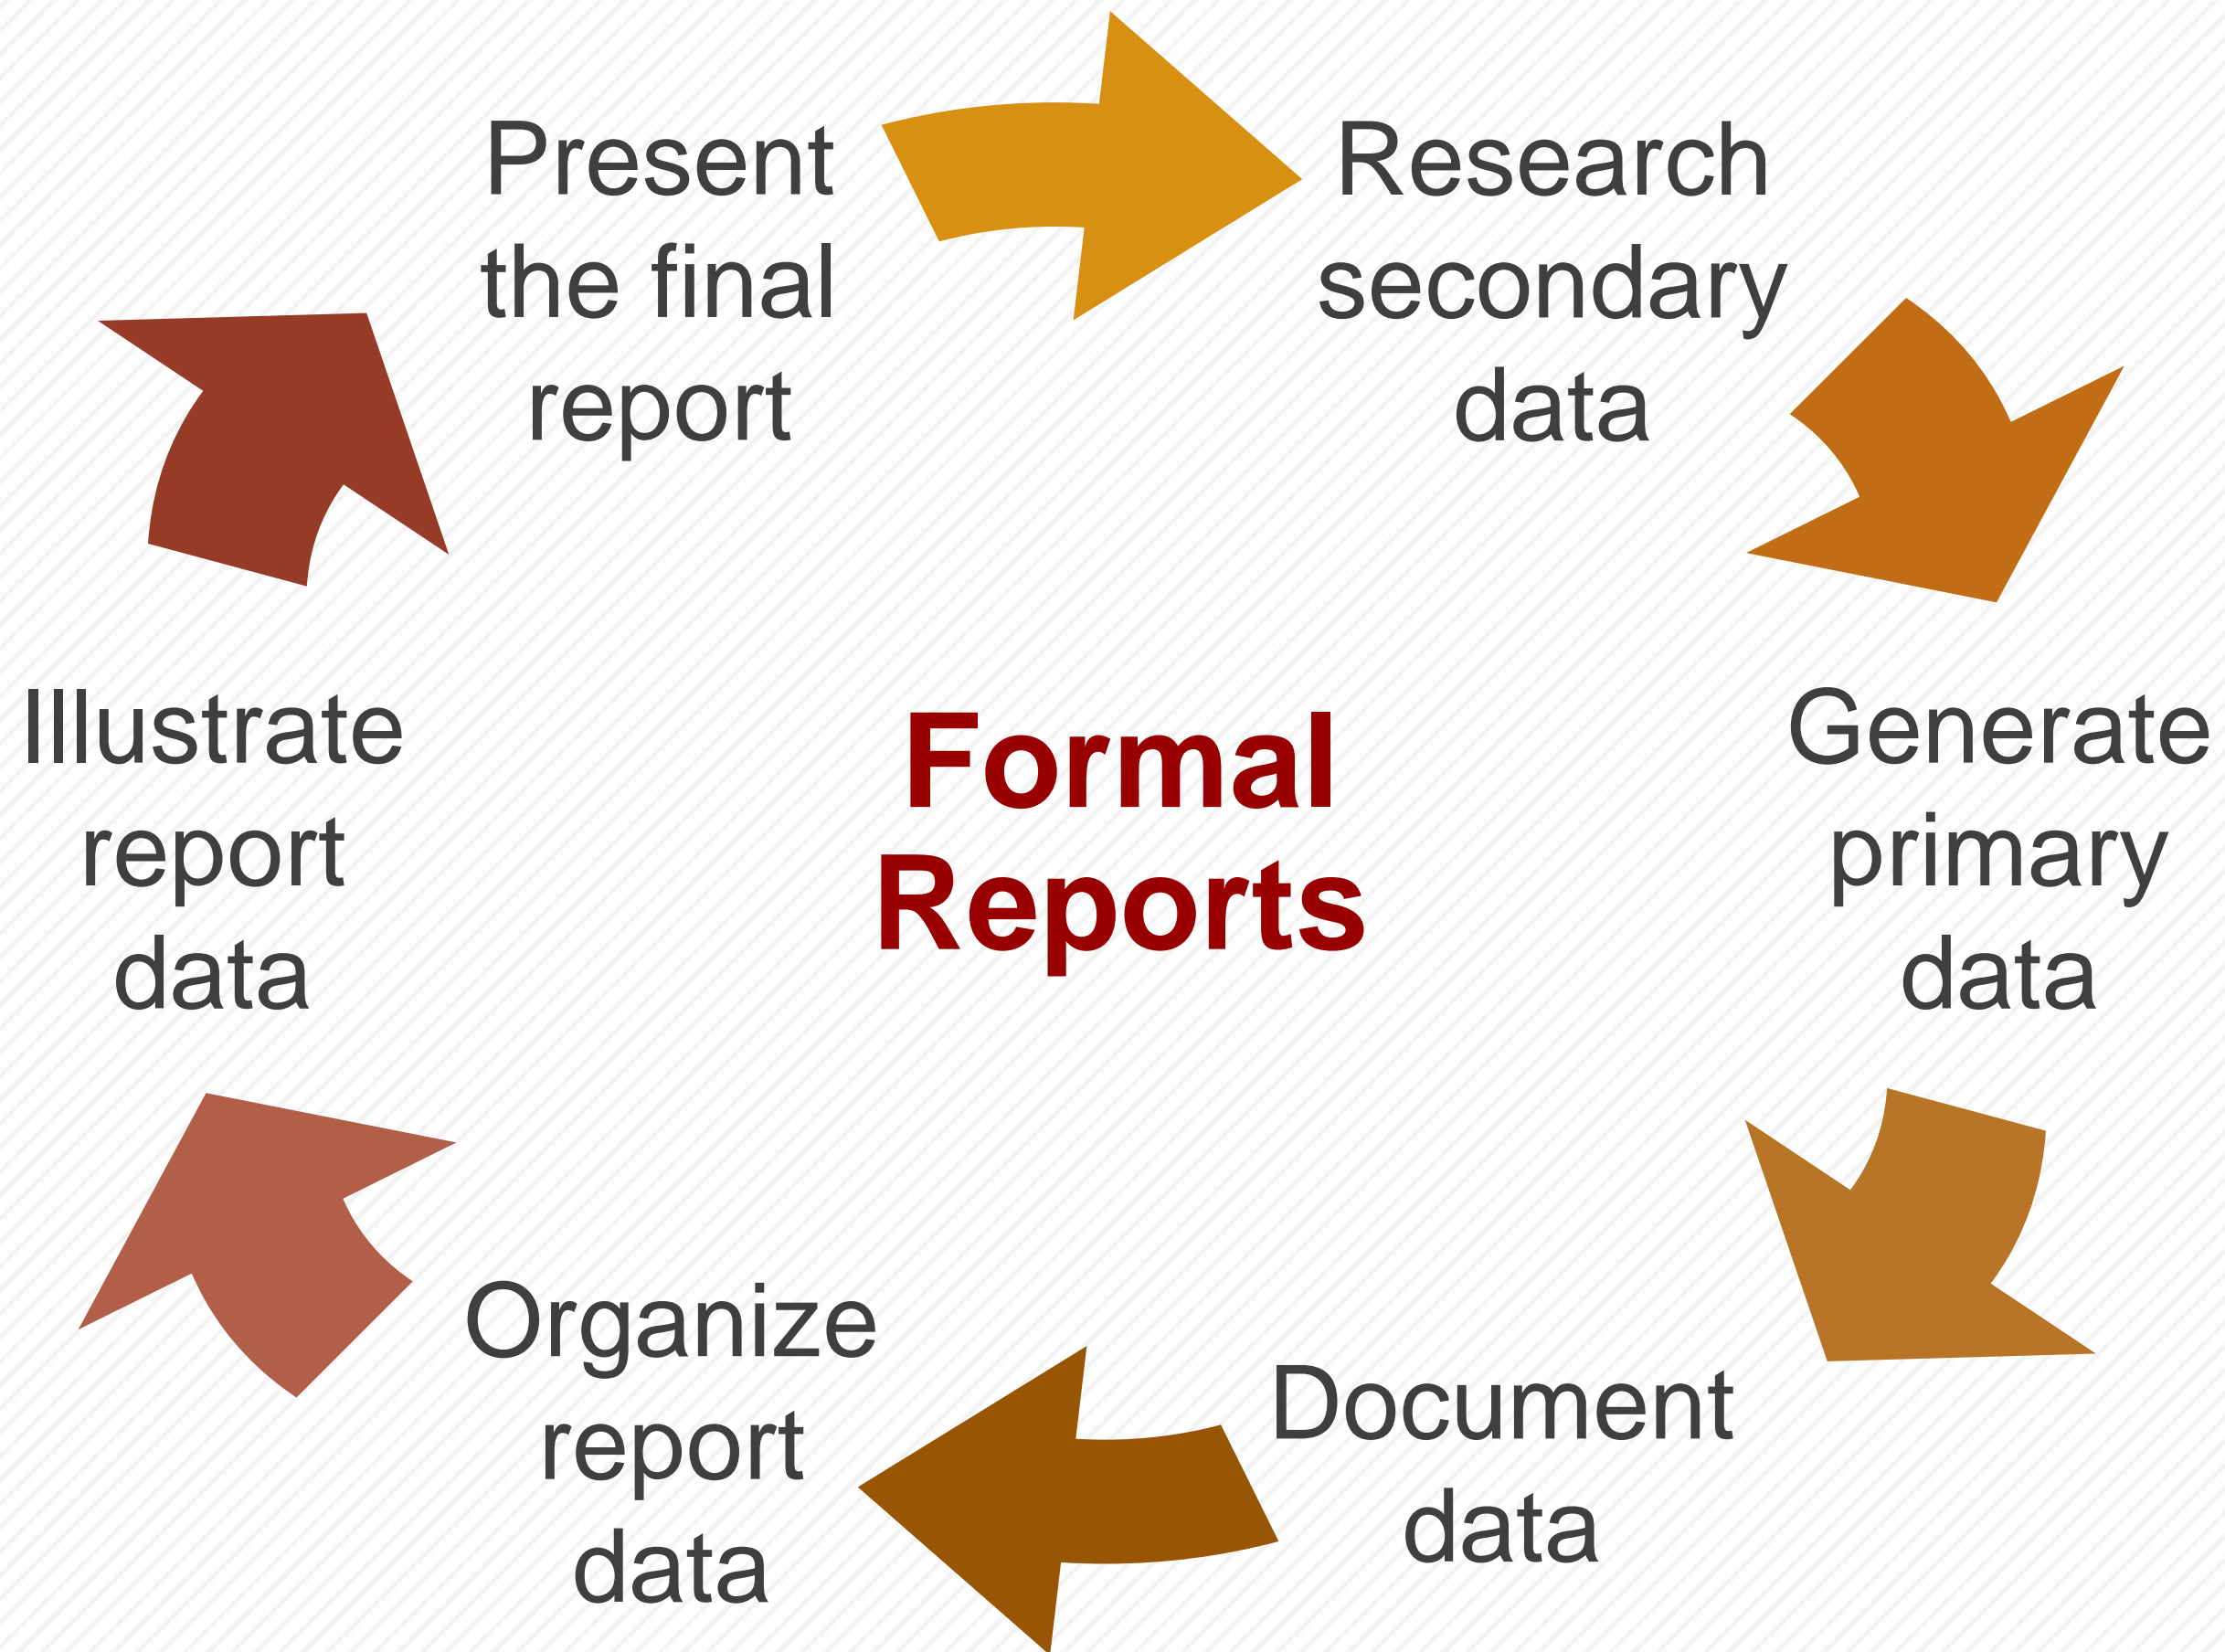 Present
the final
report
Research
secondary
data
Generate
primary
data
Document
data
Organize
report
data
Illustrate
report
data
Formal
Reports